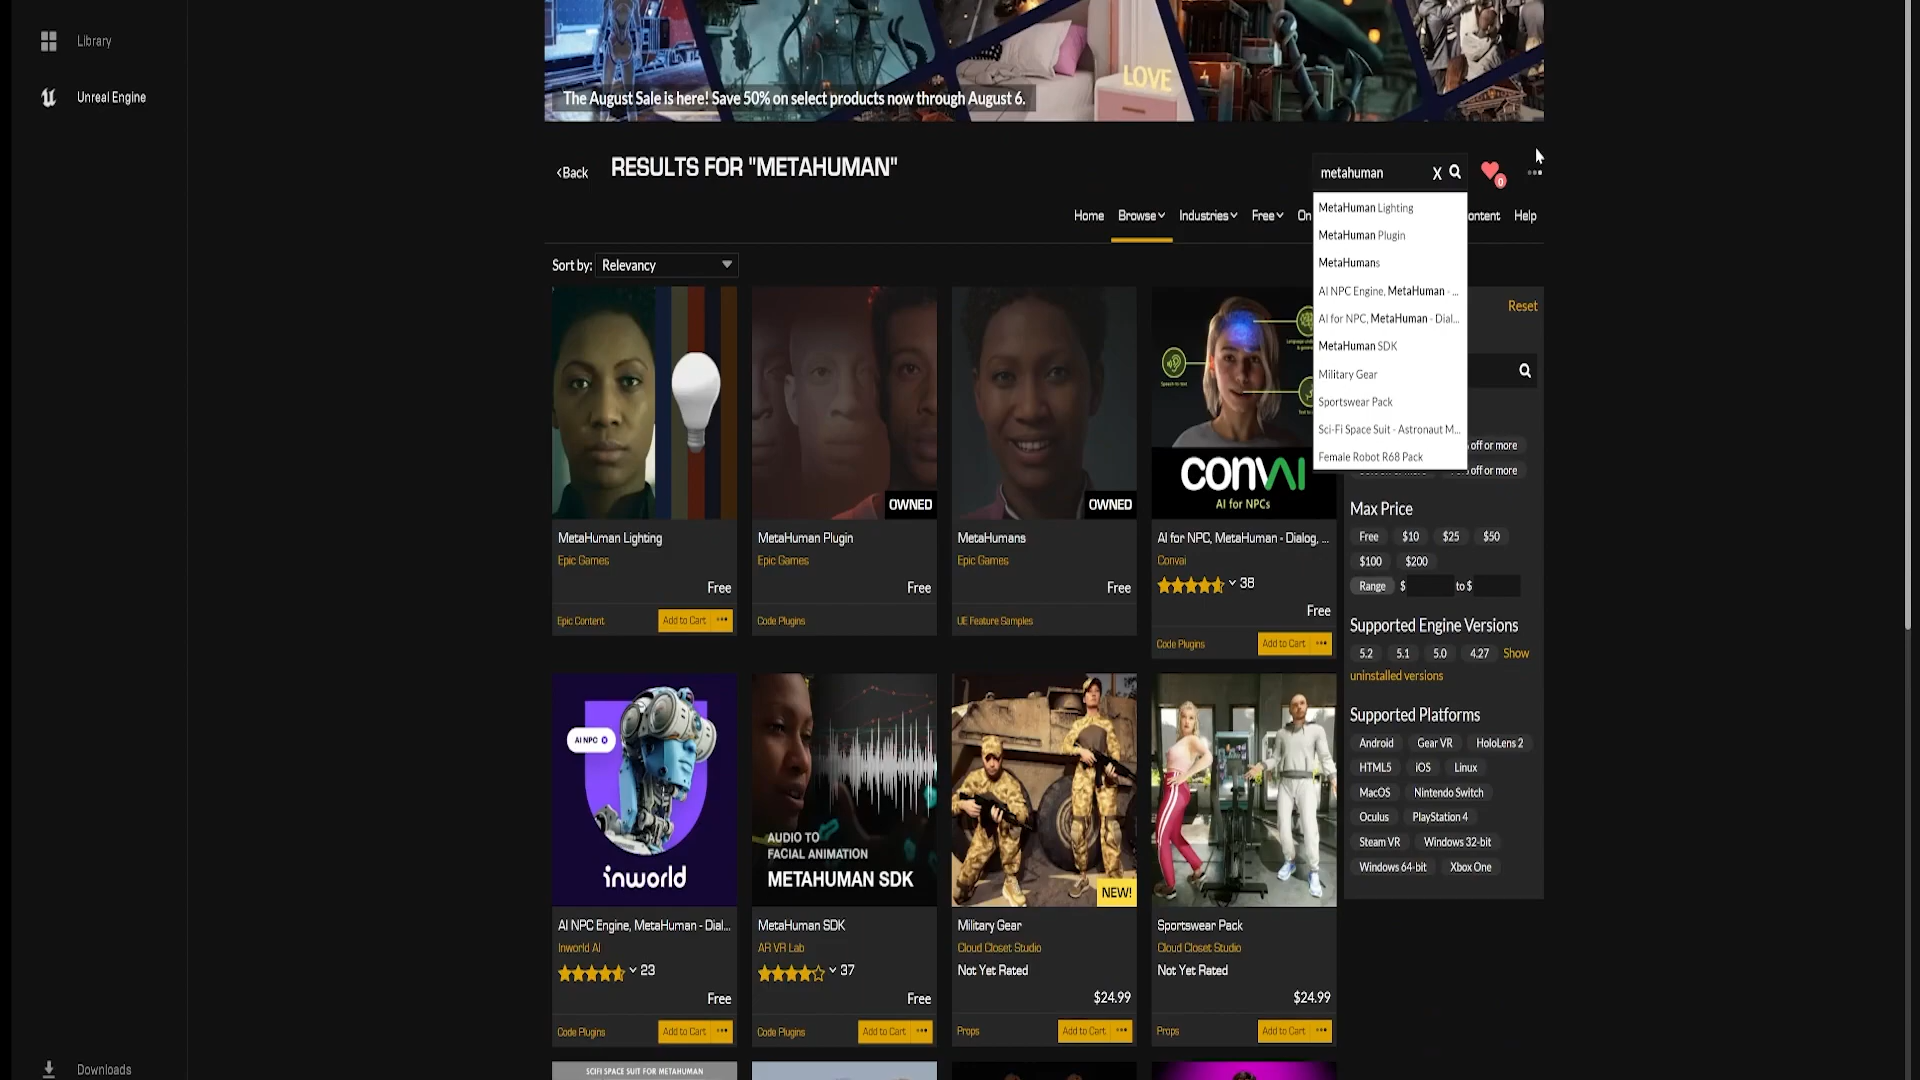 Library
Unreal Engine
LOVE
The August Sale is here! Save 50% on select products now through August 6.
<Back
RESULTS FOR "METAHUMAN"
metahuman X
0
Home Browse Industries Free On
ontent Help
MetaHuman Lighting
MetaHuman Plugin
MetaHumans
AI NPC Engine, MetaHuman - ...
AI for NPC, MetaHuman - Dial...
MetaHuman SDK
Military Gear
Sportswear Pack
Sci-Fi Space Suit - Astronaut M...
Female Robot R68 Pack
Sort by: Relevancy
Reset
off or more
off or more
Max Price
Free $10 $25 $50
$100 $200
Range $ to $
Supported Engine Versions
5.2 5.1 5.0 4.27 Show
uninstalled versions
Supported Platforms
Android Gear VR HoloLens 2
HTML5 iOS Linux
MacOS Nintendo Switch
Oculus PlayStation 4
Steam VR Windows 32-bit
Windows 64-bit Xbox One
OWNED
OWNED
Speech-to-text
convAI
AI for NPCs
MetaHuman Lighting
Epic Games
Free
Epic Content Add to Cart
MetaHuman Plugin
Epic Games
Free
Code Plugins
MetaHumans
Epic Games
Free
UE Feature Samples
AI for NPC, MetaHuman - Dialog, ...
Convai
38
Free
Code Plugins Add to Cart
AI NPC
inworld
AUDIO TO
FACIAL ANIMATION
METAHUMAN SDK
NEW!
AI NPC Engine, MetaHuman - Dial...
Inworld AI
23
Free
Code Plugins Add to Cart
MetaHuman SDK
AR VR Lab
37
Free
Code Plugins Add to Cart
Military Gear
Cloud Closet Studio
Not Yet Rated
$24.99
Props Add to Cart
Sportswear Pack
Cloud Closet Studio
Not Yet Rated
$24.99
Props Add to Cart
SCIFI SPACE SUIT FOR METAHUMAN
Downloads